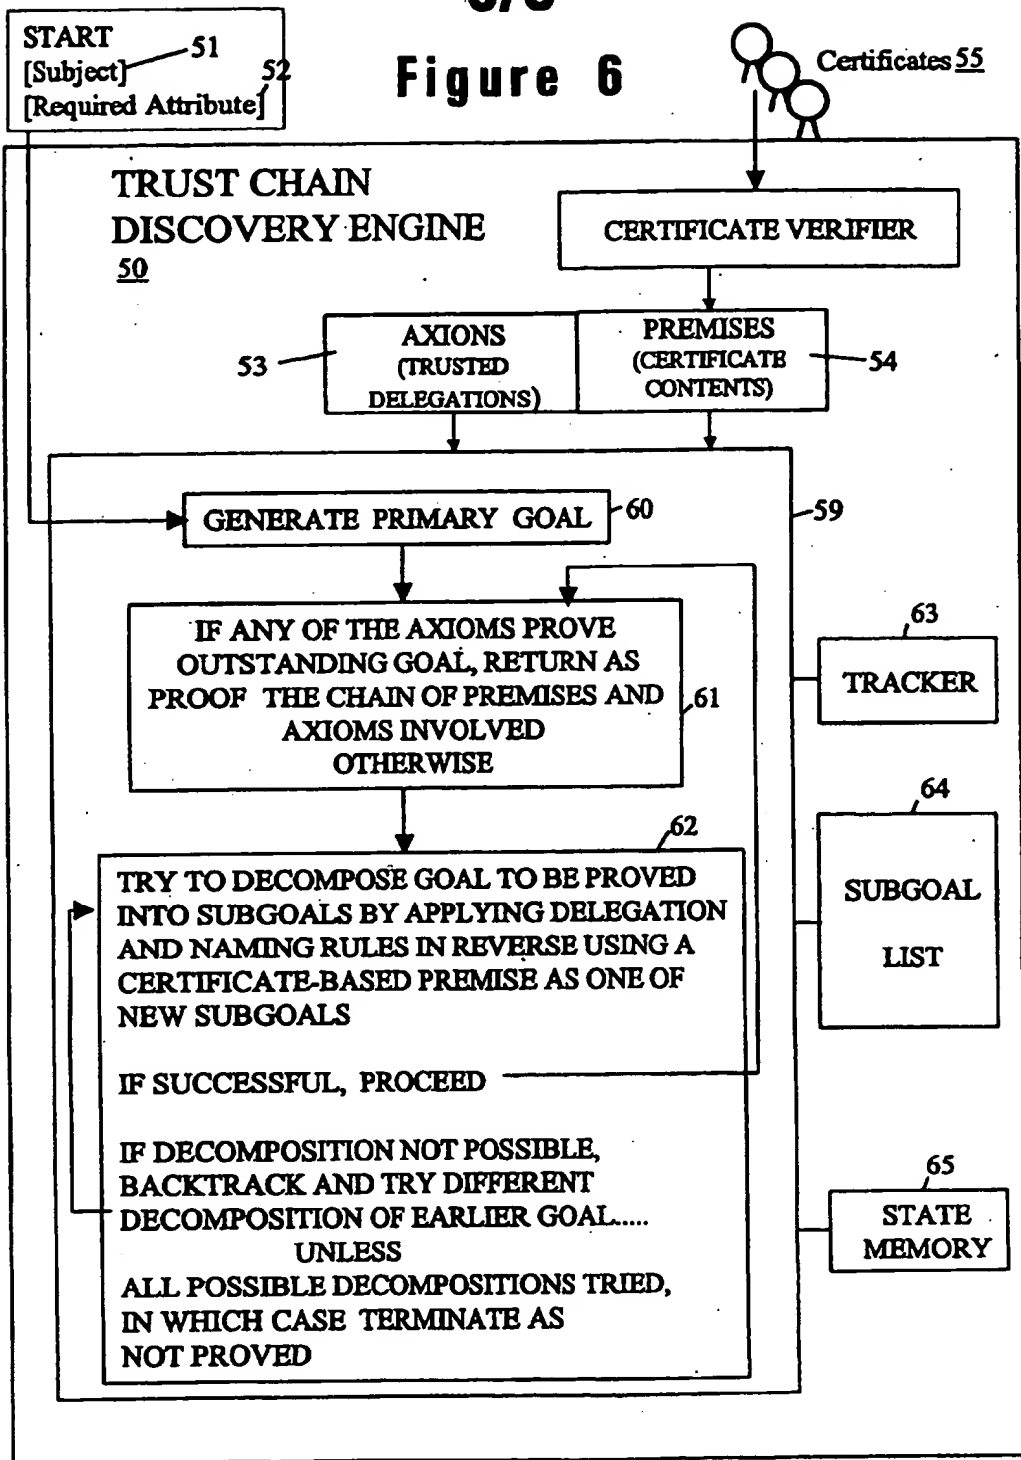 START
[Subject]
51
[Required Attribute]
52
Figure 6
Certificates 55
TRUST CHAIN
DISCOVERY ENGINE
50
CERTIFICATE VERIFIER
53
AXIONS
(TRUSTED
DELEGATIONS)
PREMISES
(CERTIFICATE
CONTENTS)
54
GENERATE PRIMARY GOAL
60
59
IF ANY OF THE AXIOMS PROVE
OUTSTANDING GOAL, RETURN AS
PROOF THE CHAIN OF PREMISES AND
AXIOMS INVOLVED
OTHERWISE
61
63
TRACKER
62
TRY TO DECOMPOSE GOAL TO BE PROVED
INTO SUBGOALS BY APPLYING DELEGATION
AND NAMING RULES IN REVERSE USING A
CERTIFICATE-BASED PREMISE AS ONE OF
NEW SUBGOALS
IF SUCCESSFUL, PROCEED
IF DECOMPOSITION NOT POSSIBLE,
BACKTRACK AND TRY DIFFERENT
DECOMPOSITION OF EARLIER GOAL.....
UNLESS
ALL POSSIBLE DECOMPOSITIONS TRIED,
IN WHICH CASE TERMINATE AS
NOT PROVED
64
SUBGOAL
LIST
65
STATE
MEMORY